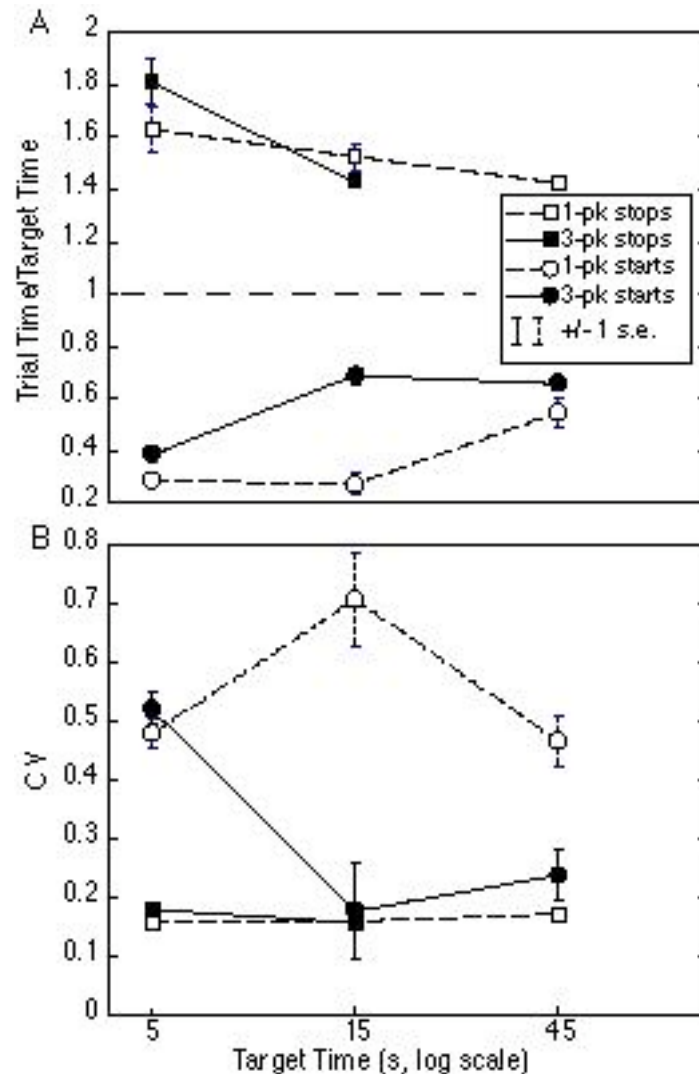 A
2
1.8
1.6
1.4
1.2
1
0.8
0.6
0.4
0.2
Trial Time/Target Time
1-pk stops
3-pk stops
1-pk starts
3-pk starts
+/- 1 s.e.
B
0.8
0.7
0.6
0.5
0.4
0.3
0.2
0.1
0
CV
5 15 45
Target Time (s, log scale)